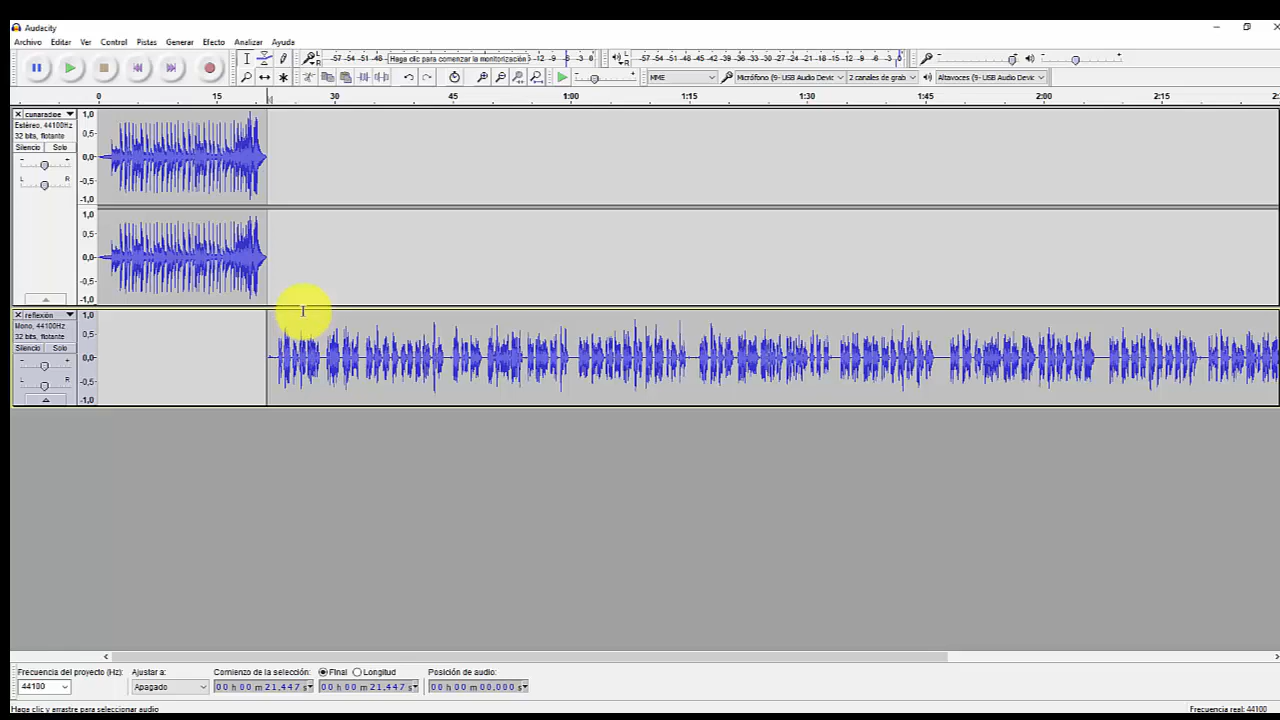 Audacity
Archivo Editar Ver Control Pistas Generar Efecto Analizar Ayuda
L R -57 -54 -51 -48 Haga clic para comenzar la monitorización -12 -9 -6 -3 0 L R -57 -54 -51 -48 -45 -42 -39 -36 -33 -30 -27 -24 -21 -18 -15 -12 -9 -6 -3 0
MME Micrófono (9- USB Audio Devic 2 canales de grab Altavoces (9- USB Audio Devic
0 15 30 45 1:00 1:15 1:30 1:45 2:00 2:15
cunaradioe 1,0
Estéreo, 44100Hz
32 bits, flotante 0,5
Silencio Solo
- + 0,0
L R -0,5
-1,0
1,0
0,5
0,0
-0,5
-1,0
reflexión 1,0
Mono, 44100Hz
32 bits, flotante 0,5
Silencio Solo
- + 0,0
L R -0,5
-1,0
Frecuencia del proyecto (Hz): Ajustar a: Comienzo de la selección: Final Longitud Posición de audio:
44100 Apagado 00 h 00 m 21.447 s 00 h 00 m 21.447 s 00 h 00 m 00.000 s
Haga clic y arrastre para seleccionar audio Frecuencia real: 44100